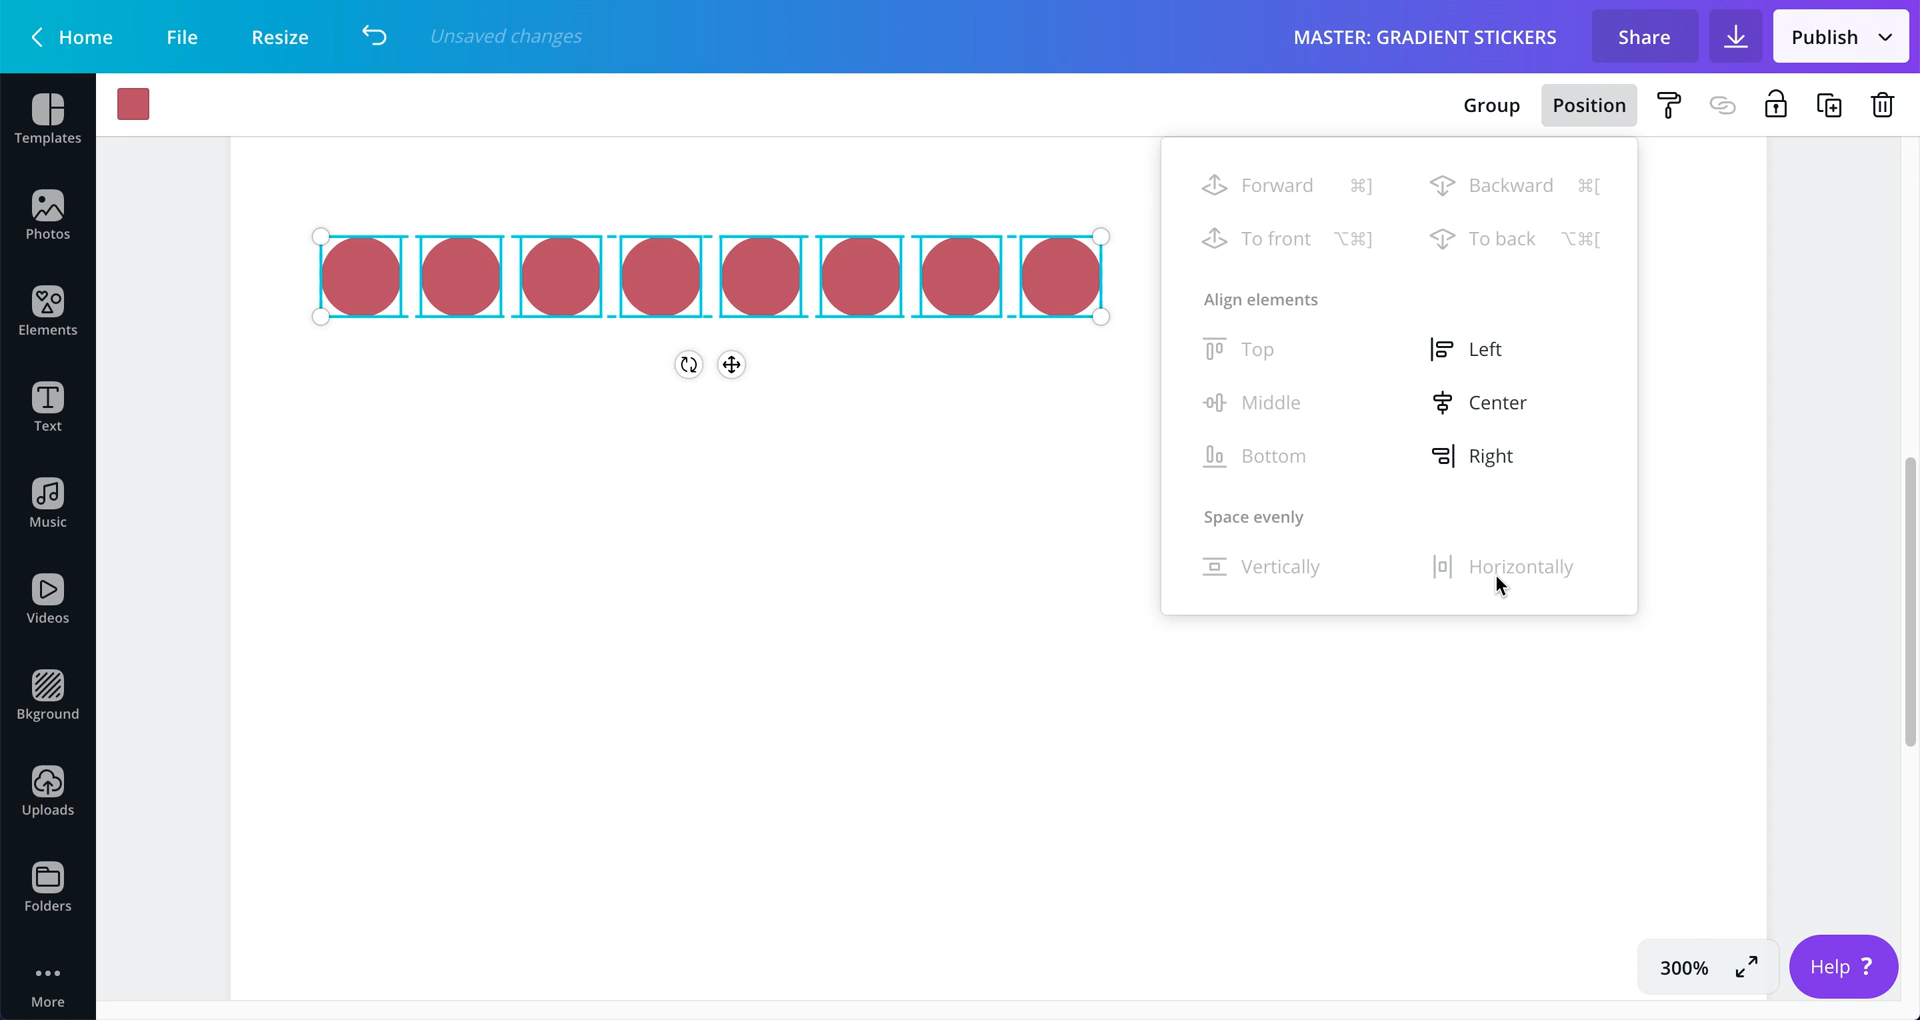 Home File Resize Unsaved changes MASTER: GRADIENT STICKERS Share Publish
Group Position
Templates
Photos
Elements
Text
Music
Videos
Bkground
Uploads
Folders
More
Forward ⌘] Backward ⌘[
To front ⌥⌘] To back ⌥⌘[
Align elements
Top Left
Middle Center
Bottom Right
Space evenly
Vertically Horizontally
300% Help ?